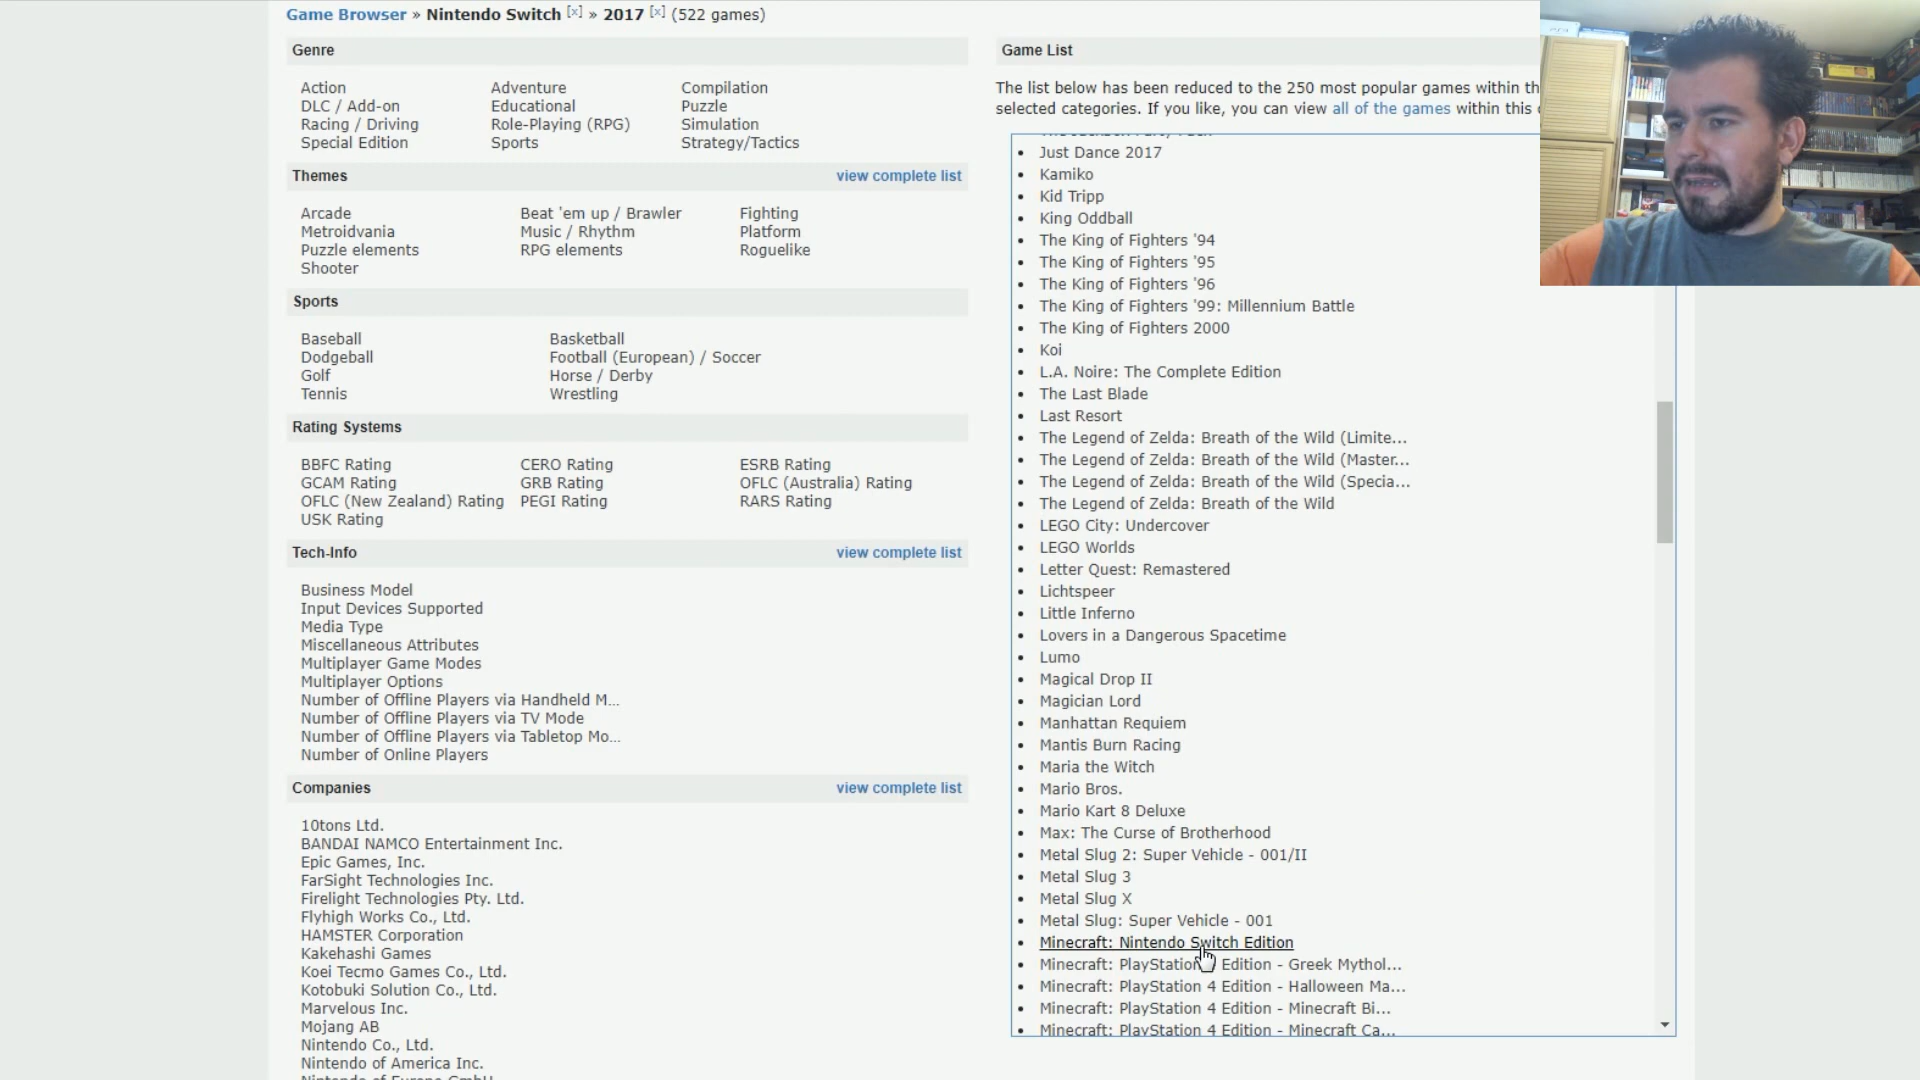 Game Browser » Nintendo Switch [x] » 2017 [x] (522 games)
Genre
Action Adventure Compilation
DLC / Add-on Educational Puzzle
Racing / Driving Role-Playing (RPG) Simulation
Special Edition Sports Strategy/Tactics
Themes view complete list
Arcade Beat 'em up / Brawler Fighting
Metroidvania Music / Rhythm Platform
Puzzle elements RPG elements Roguelike
Shooter
Sports
Baseball Basketball
Dodgeball Football (European) / Soccer
Golf Horse / Derby
Tennis Wrestling
Rating Systems
BBFC Rating CERO Rating ESRB Rating
GCAM Rating GRB Rating OFLC (Australia) Rating
OFLC (New Zealand) Rating PEGI Rating RARS Rating
USK Rating
Tech-Info view complete list
Business Model
Input Devices Supported
Media Type
Miscellaneous Attributes
Multiplayer Game Modes
Multiplayer Options
Number of Offline Players via Handheld M...
Number of Offline Players via TV Mode
Number of Offline Players via Tabletop Mo...
Number of Online Players
Companies view complete list
10tons Ltd.
BANDAI NAMCO Entertainment Inc.
Epic Games, Inc.
FarSight Technologies Inc.
Firelight Technologies Pty. Ltd.
Flyhigh Works Co., Ltd.
HAMSTER Corporation
Kakehashi Games
Koei Tecmo Games Co., Ltd.
Kotobuki Solution Co., Ltd.
Marvelous Inc.
Mojang AB
Nintendo Co., Ltd.
Nintendo of America Inc.
Nintendo of Europe GmbH
Game List
The list below has been reduced to the 250 most popular games within th
selected categories. If you like, you can view all of the games within this
Just Dance 2017
Kamiko
Kid Tripp
King Oddball
The King of Fighters '94
The King of Fighters '95
The King of Fighters '96
The King of Fighters '99: Millennium Battle
The King of Fighters 2000
Koi
L.A. Noire: The Complete Edition
The Last Blade
Last Resort
The Legend of Zelda: Breath of the Wild (Limite...
The Legend of Zelda: Breath of the Wild (Master...
The Legend of Zelda: Breath of the Wild (Specia...
The Legend of Zelda: Breath of the Wild
LEGO City: Undercover
LEGO Worlds
Letter Quest: Remastered
Lichtspeer
Little Inferno
Lovers in a Dangerous Spacetime
Lumo
Magical Drop II
Magician Lord
Manhattan Requiem
Mantis Burn Racing
Maria the Witch
Mario Bros.
Mario Kart 8 Deluxe
Max: The Curse of Brotherhood
Metal Slug 2: Super Vehicle - 001/II
Metal Slug 3
Metal Slug X
Metal Slug: Super Vehicle - 001
Minecraft: Nintendo Switch Edition
Minecraft: PlayStation Edition - Greek Mythol...
Minecraft: PlayStation 4 Edition - Halloween Ma...
Minecraft: PlayStation 4 Edition - Minecraft Bi...
Minecraft: PlayStation 4 Edition - Minecraft Ca...